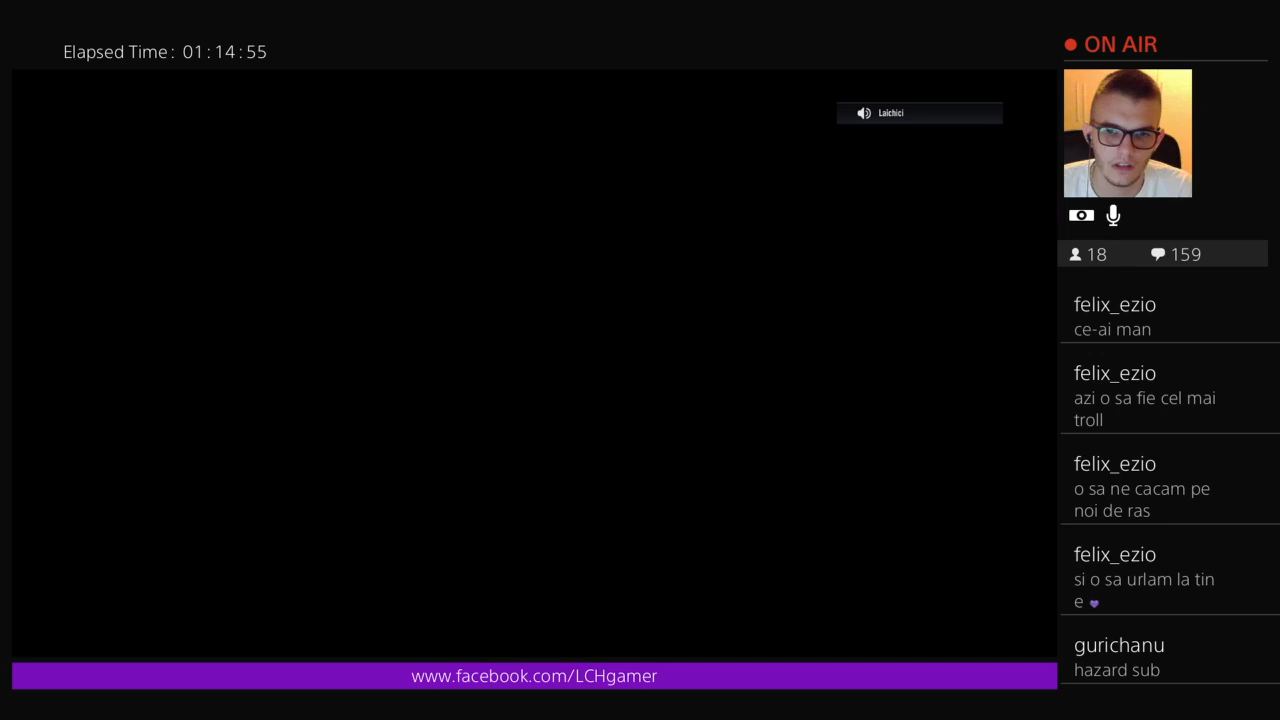 Elapsed Time: 01:14:55
ON AIR
Laichici
18 159
felix_ezio
ce-ai man
felix_ezio
azi o sa fie cel mai
troll
felix_ezio
o sa ne cacam pe
noi de ras
felix_ezio
si o sa urlam la tin
e 💜
gurichanu
hazard sub
www.facebook.com/LCHgamer